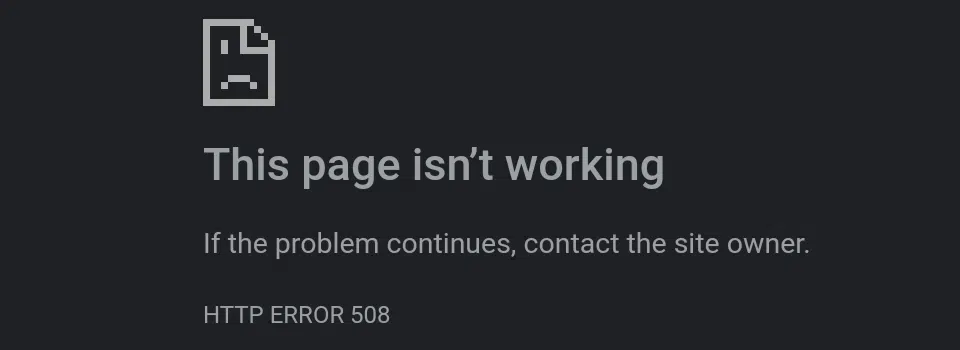 This page isn’t working
If the problem continues, contact the site owner.
HTTP ERROR 508